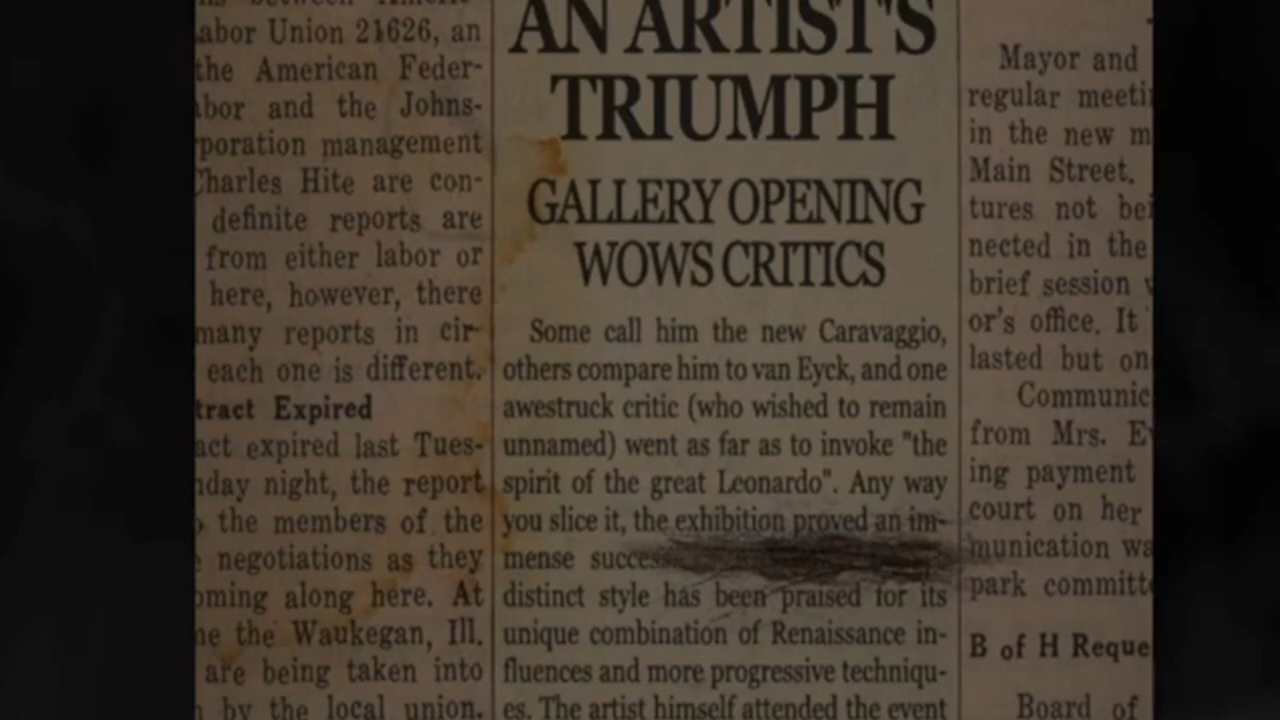 abor Union 21626, an
the American Feder-
abor and the Johns-
poration management
Charles Hite are con-
definite reports are
from either labor or
here, however, there
many reports in cir-
each one is different.
tract Expired
act expired last Tues-
day night, the report
the members of the
negotiations as they
oming along here. At
the Waukegan, Ill.
are being taken into
by the local union.
AN ARTIST'S
TRIUMPH
GALLERY OPENING
WOWS CRITICS
Some call him the new Caravaggio,
others compare him to van Eyck, and one
awestruck critic (who wished to remain
unnamed) went as far as to invoke "the
spirit of the great Leonardo". Any way
you slice it, the exhibition proved an im-
mense success
distinct style has been praised for its
unique combination of Renaissance in-
fluences and more progressive techniqu-
es. The artist himself attended the event
Mayor and
regular meeti
in the new m
Main Street.
tures not bei
nected in the
brief session
or's office. It
lasted but on
Communic
from Mrs. E
ing payment
court on her
munication wa
park committe
B of H Reque
Board of